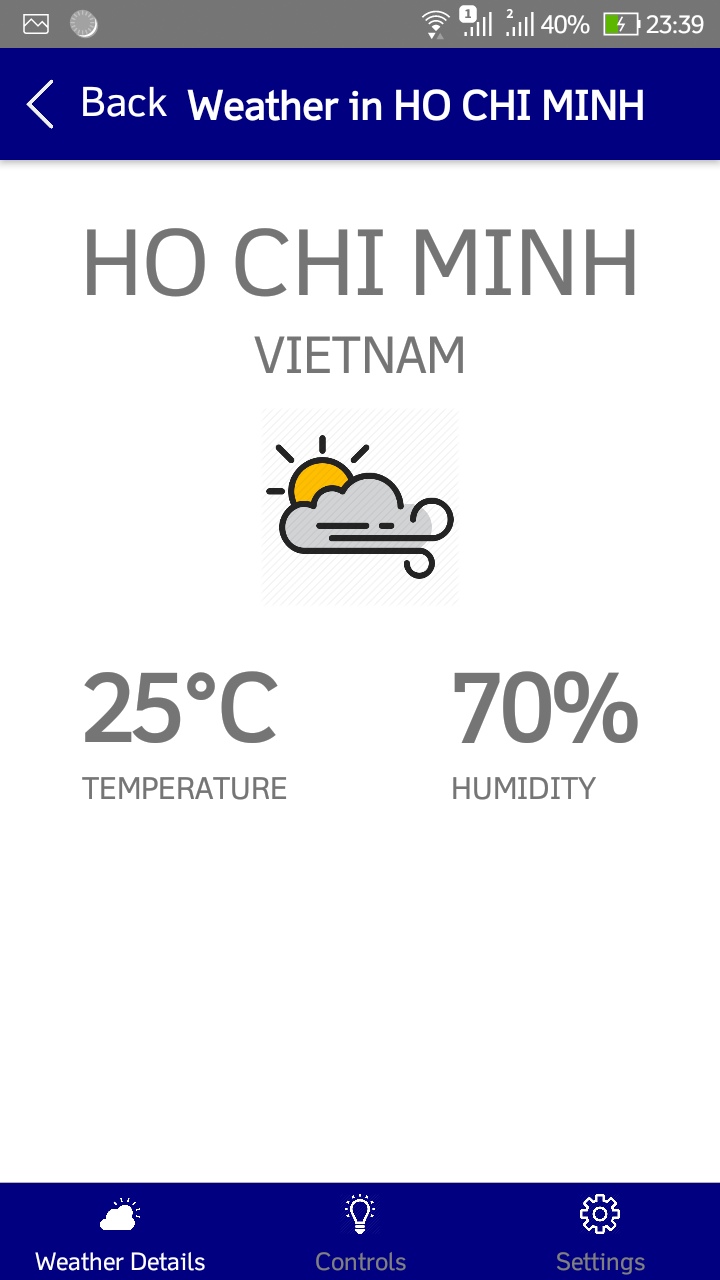 1 2 40% 23:39
Back Weather in HO CHI MINH
HO CHI MINH
VIETNAM
25°C 70%
TEMPERATURE HUMIDITY
Weather Details Controls Settings